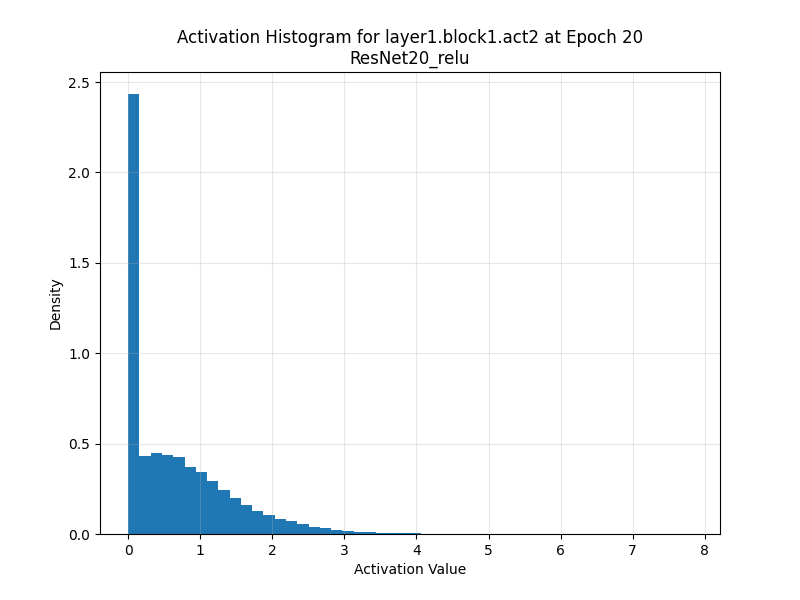 Activation Histogram for layer1.block1.act2 at Epoch 20
ResNet20_relu
2.5
2.0
1.5
1.0
0.5
0.0
Density
0 1 2 3 4 5 6 7 8
Activation Value